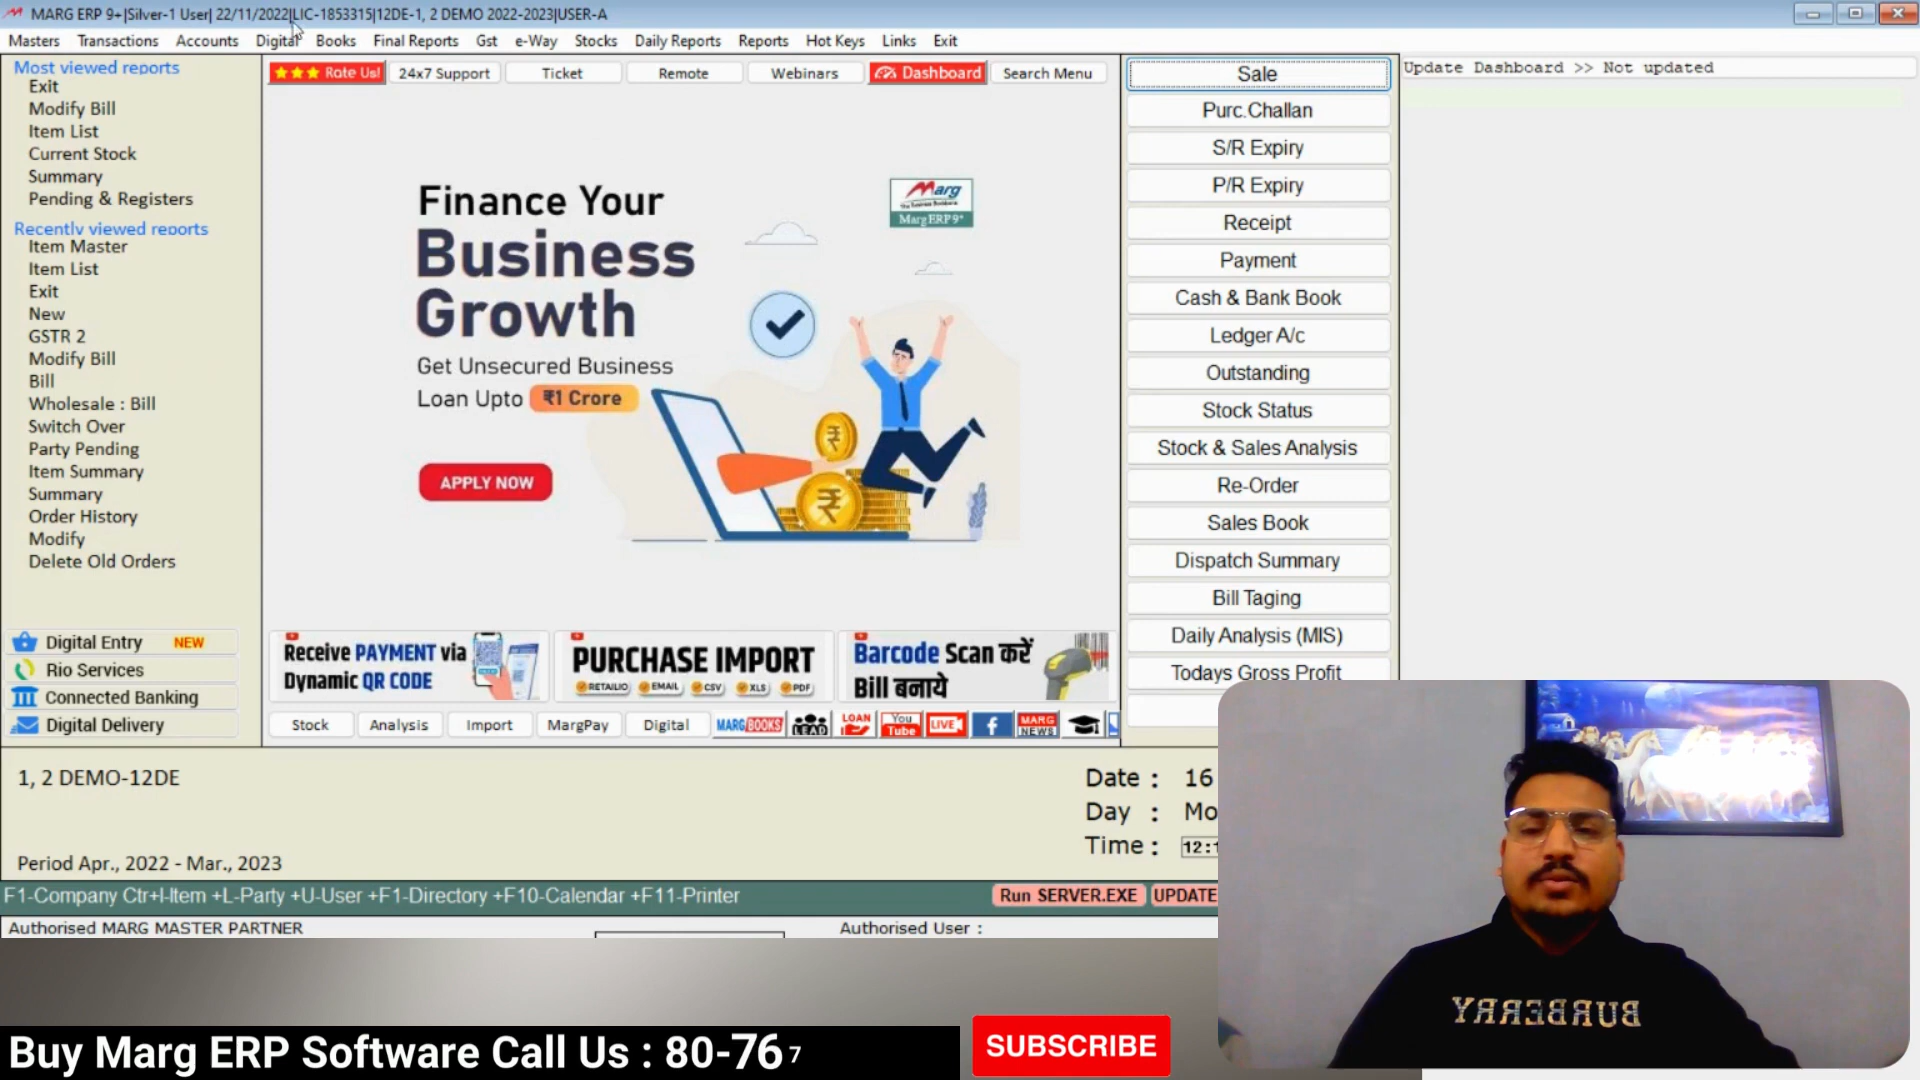 MARG ERP 9+|Silver-1 User| 22/11/2022|LIC-1853315|12DE-1, 2 DEMO 2022-2023|USER-A
Masters Transactions Accounts Digital Books Final Reports Gst e-Way Stocks Daily Reports Reports Hot Keys Links Exit
Most viewed reports
Exit
Modify Bill
Item List
Current Stock
Summary
Pending & Registers
Recently viewed reports
Item Master
Item List
Exit
New
GSTR 2
Modify Bill
Bill
Wholesale : Bill
Switch Over
Party Pending
Item Summary
Summary
Order History
Modify
Delete Old Orders
Digital Entry NEW
Rio Services
Connected Banking
Digital Delivery
Rate Us! 24x7 Support Ticket Remote Webinars Dashboard Search Menu
Finance Your
Business
Growth
Get Unsecured Business
Loan Upto ₹1 Crore
APPLY NOW
Marg
Marg ERP 9+
Receive PAYMENT via
Dynamic QR CODE
PURCHASE IMPORT
RETAILIO EMAIL CSV XLS PDF
Barcode Scan करें
Bill बनाये
Stock Analysis Import MargPay Digital MARG BOOKS LEAD LOAN You Tube LIVE f MARG NEWS
Sale
Purc.Challan
S/R Expiry
P/R Expiry
Receipt
Payment
Cash & Bank Book
Ledger A/c
Outstanding
Stock Status
Stock & Sales Analysis
Re-Order
Sales Book
Dispatch Summary
Bill Taging
Daily Analysis (MIS)
Todays Gross Profit
Update Dashboard >> Not updated
1, 2 DEMO-12DE
Period Apr., 2022 - Mar., 2023
Date : 16
Day : Mo
Time : 12:1
F1-Company Ctr+I-Item +L-Party +U-User +F1-Directory +F10-Calendar +F11-Printer
Run SERVER.EXE UPDATE
Authorised MARG MASTER PARTNER
Authorised User :
Buy Marg ERP Software Call Us : 80-767
SUBSCRIBE
BURBERRY